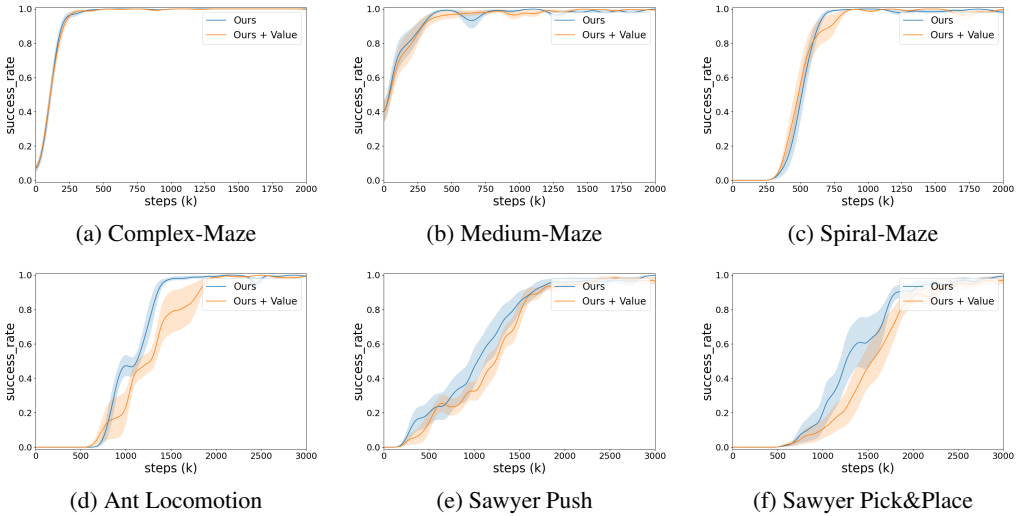 1.0 0.8 0.6 0.4 0.2 0.0
success_rate
Ours
Ours + Value
0 250 500 750 1000 1250 1500 1750 2000
steps (k)
(a) Complex-Maze
1.0 0.8 0.6 0.4 0.2 0.0
success_rate
Ours
Ours + Value
0 250 500 750 1000 1250 1500 1750 2000
steps (k)
(b) Medium-Maze
1.0 0.8 0.6 0.4 0.2 0.0
success_rate
Ours
Ours + Value
0 250 500 750 1000 1250 1500 1750 2000
steps (k)
(c) Spiral-Maze
1.0 0.8 0.6 0.4 0.2 0.0
success_rate
Ours
Ours + Value
0 500 1000 1500 2000 2500 3000
steps (k)
(d) Ant Locomotion
1.0 0.8 0.6 0.4 0.2 0.0
success_rate
Ours
Ours + Value
0 500 1000 1500 2000 2500 3000
steps (k)
(e) Sawyer Push
1.0 0.8 0.6 0.4 0.2 0.0
success_rate
Ours
Ours + Value
0 500 1000 1500 2000 2500 3000
steps (k)
(f) Sawyer Pick&Place